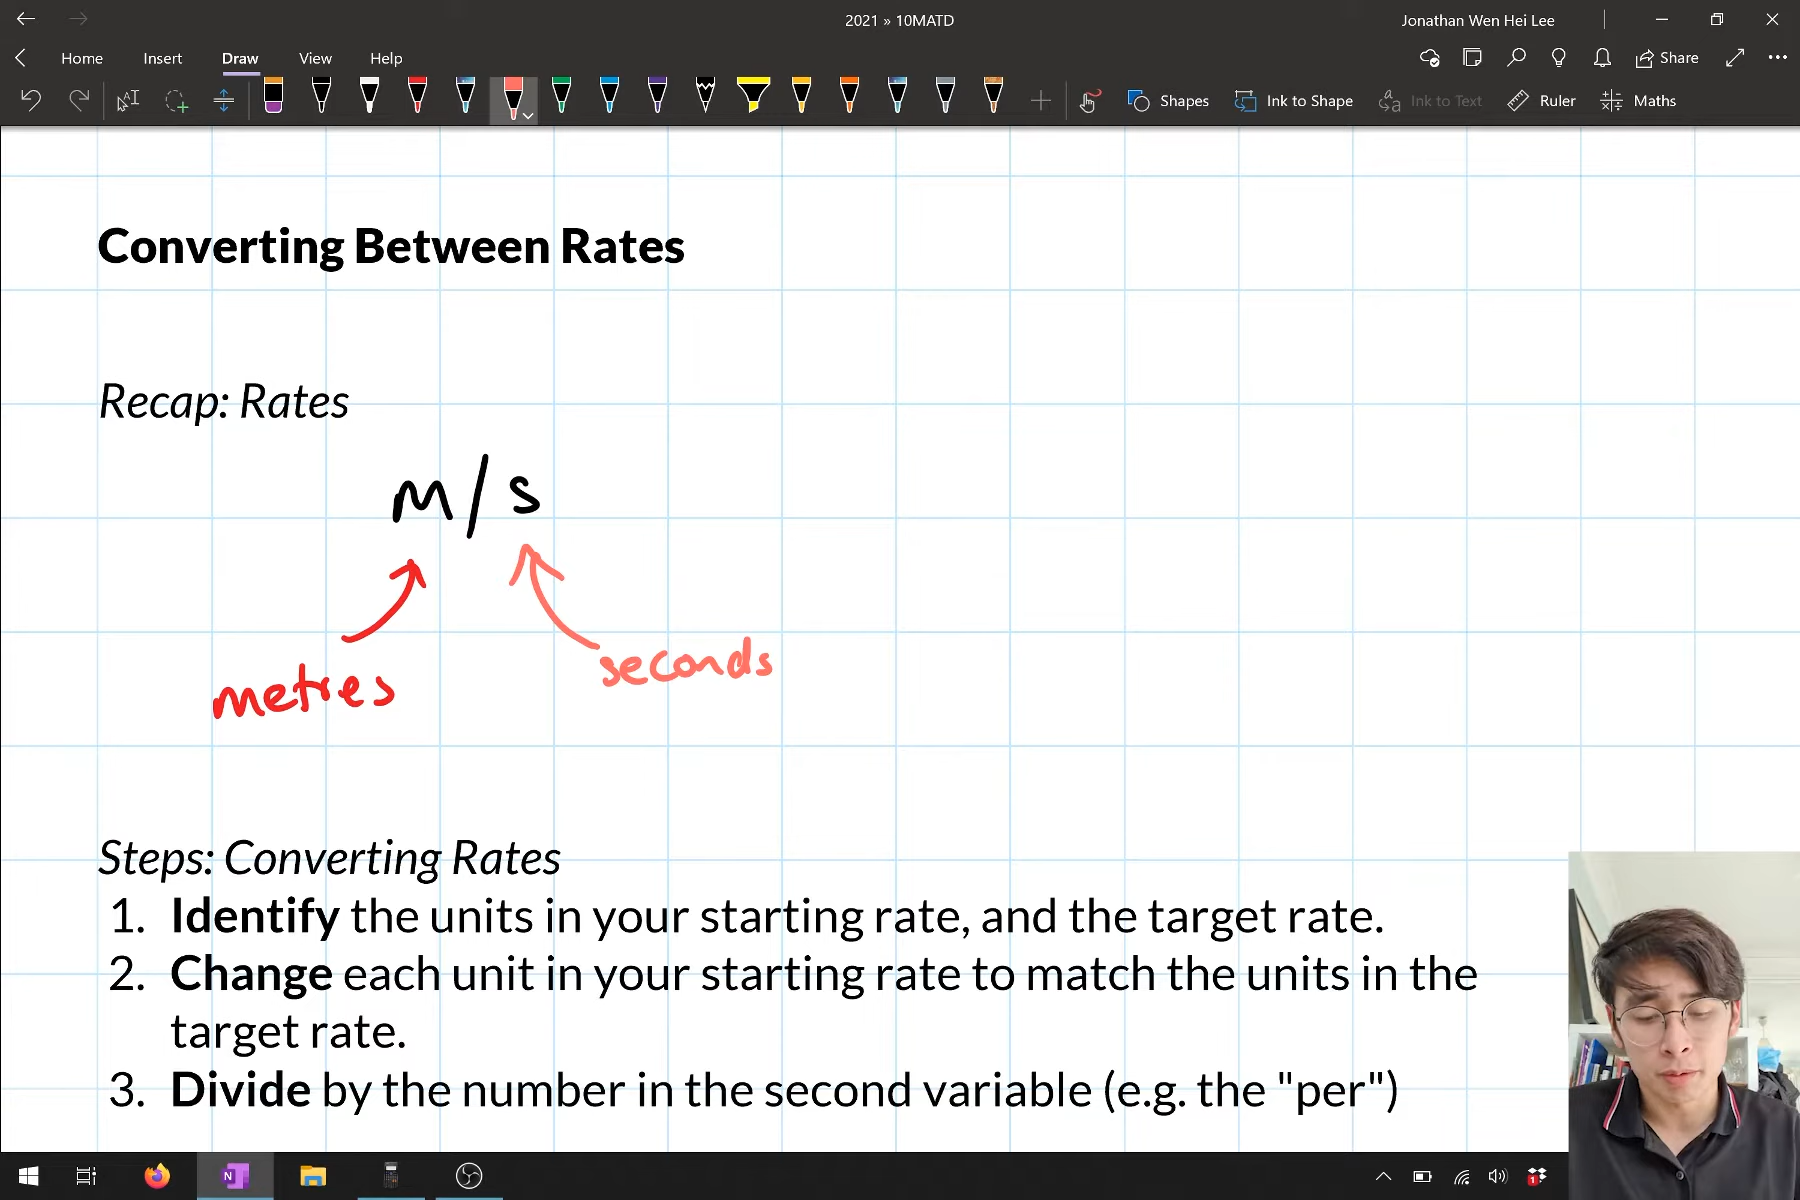 2021 » 10MATD
Jonathan Wen Hei Lee
Home Insert Draw View Help
Share
Shapes Ink to Shape Ink to Text Ruler Maths
Converting Between Rates
Recap: Rates
m/s
metres
seconds
Steps: Converting Rates
1. Identify the units in your starting rate, and the target rate.
2. Change each unit in your starting rate to match the units in the
target rate.
3. Divide by the number in the second variable (e.g. the "per")
N
1